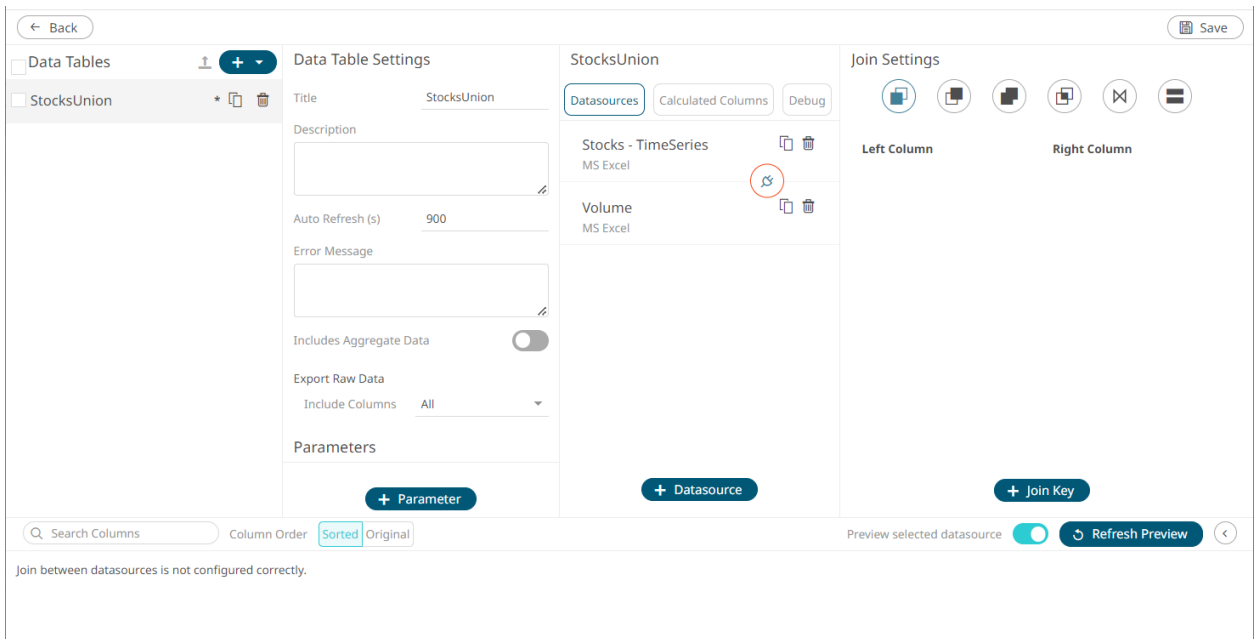 Back
Save
Data Tables
StocksUnion *
Data Table Settings
Title StocksUnion
Description
Auto Refresh (s) 900
Error Message
Includes Aggregate Data
Export Raw Data
Include Columns All
Parameters
+ Parameter
StocksUnion
Datasources Calculated Columns Debug
Stocks - TimeSeries
MS Excel
Volume
MS Excel
+ Datasource
Join Settings
Left Column Right Column
+ Join Key
Search Columns Column Order Sorted Original Preview selected datasource Refresh Preview
Join between datasources is not configured correctly.